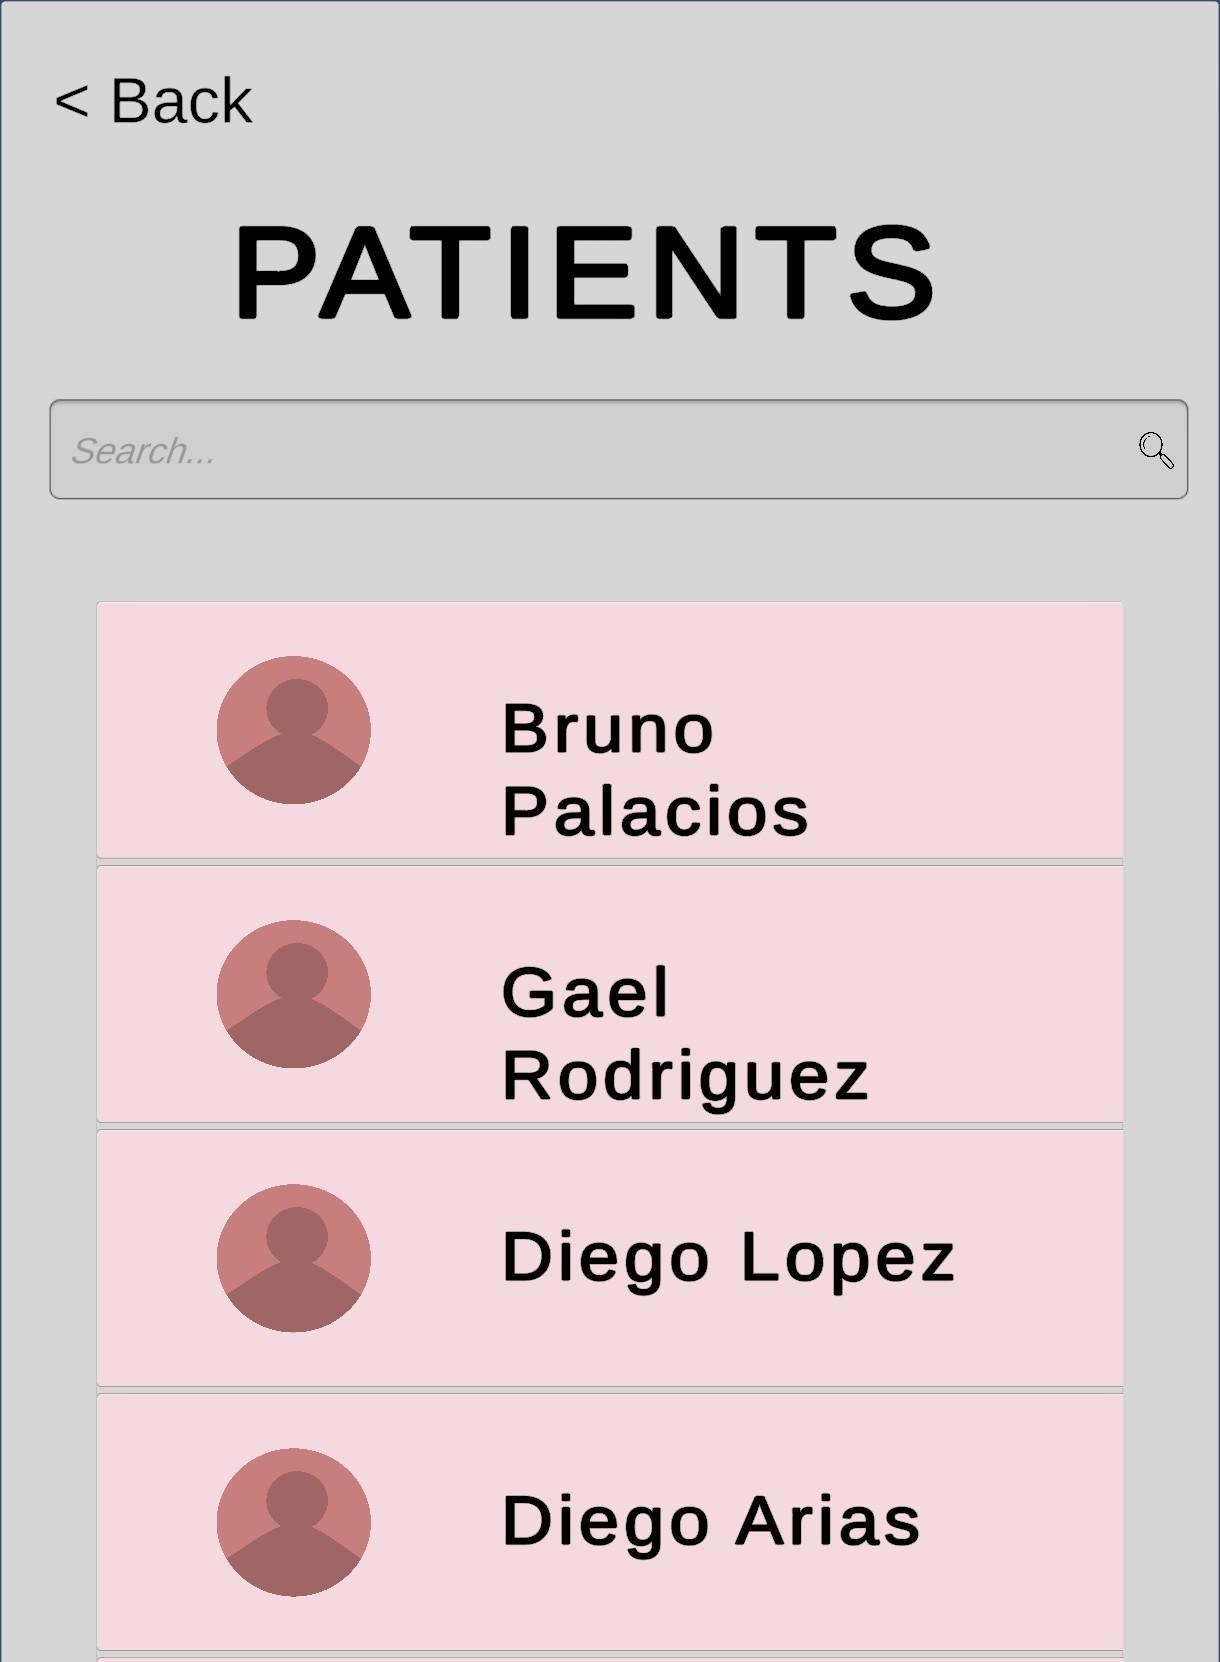 < Back
PATIENTS
Search...
Bruno
Palacios
Gael
Rodriguez
Diego Lopez
Diego Arias